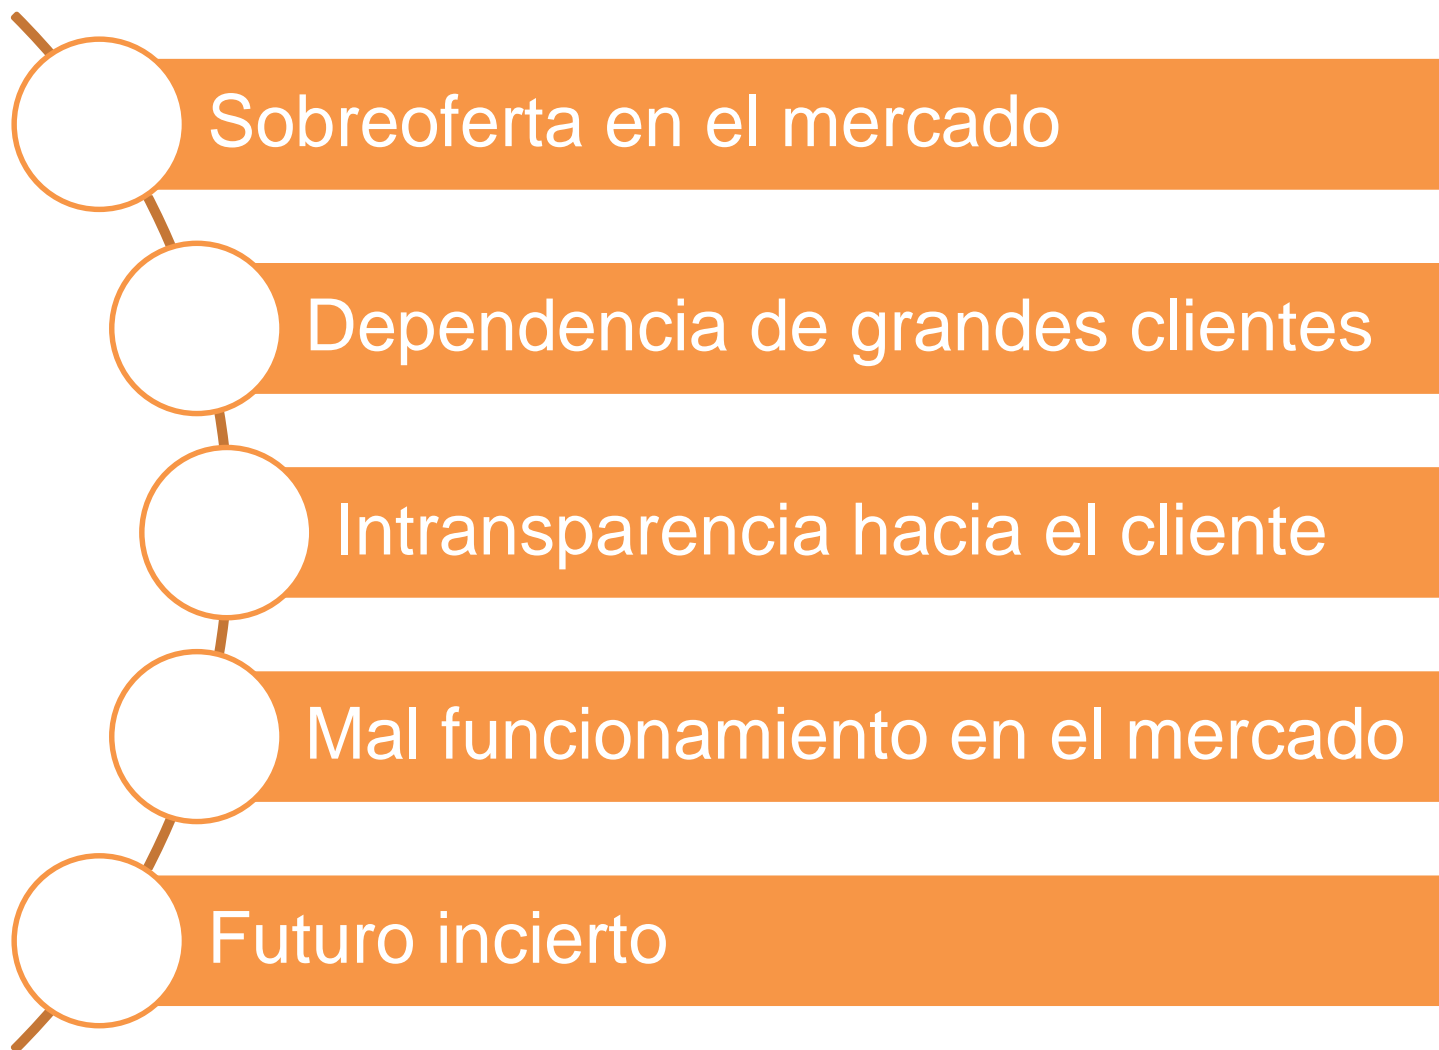 Sobreoferta en el mercado
Dependencia de grandes clientes
Intransparencia hacia el cliente
Mal funcionamiento en el mercado
Futuro incierto